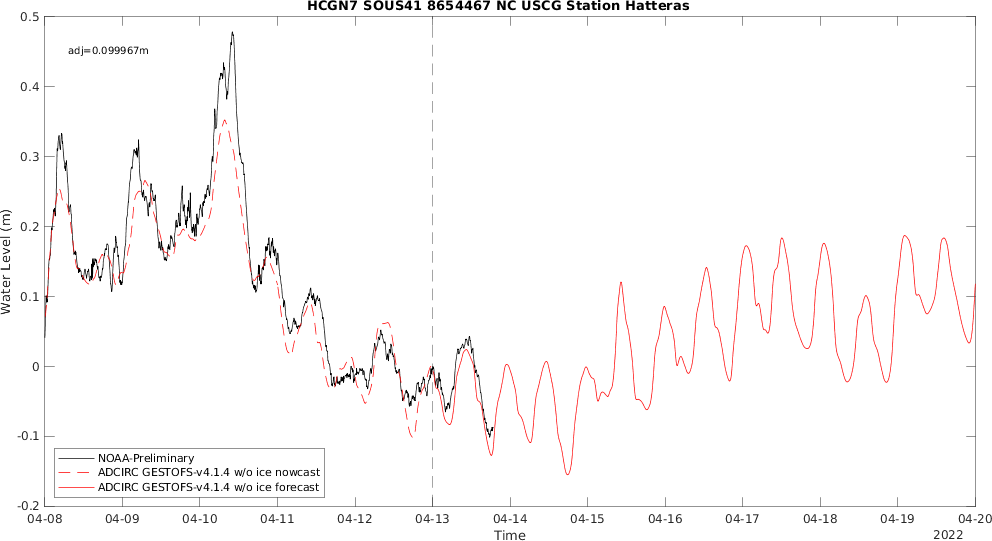 HCGN7 SOUS41 8654467 NC USCG Station Hatteras
adj=0.099967m
0.5
0.4
0.3
0.2
0.1
0
-0.1
-0.2
Water Level (m)
NOAA-Preliminary
ADCIRC GESTOFS-v4.1.4 w/o ice nowcast
ADCIRC GESTOFS-v4.1.4 w/o ice forecast
04-08 04-09 04-10 04-11 04-12 04-13 04-14 04-15 04-16 04-17 04-18 04-19 04-20
Time
2022